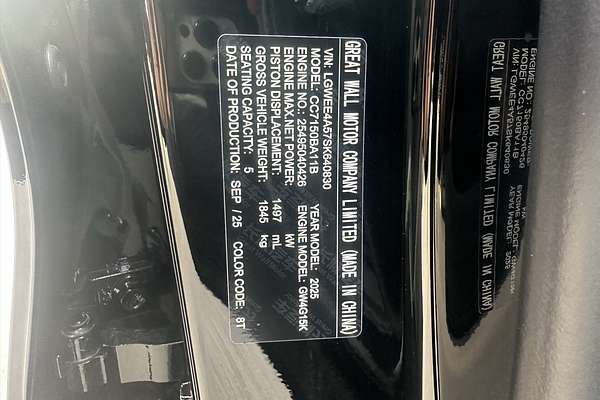 GREAT WALL MOTOR COMPANY LIMITED (MADE IN CHINA)
VIN: LGWEEE4A57SK640830
MODEL: CC7150BA11B YEAR MODEL: 2025
ENGINE NO.: 25485040426 ENGINE MODEL: GW4G15K
ENGINE MAX.NET POWER: kW
PISTON DISPLACEMENT: 1497 mL
GROSS VEHICLE WEIGHT: 1845 kg
SEATING CAPACITY: 5
DATE OF PRODUCTION: SEP /25 COLOR CODE: 8T